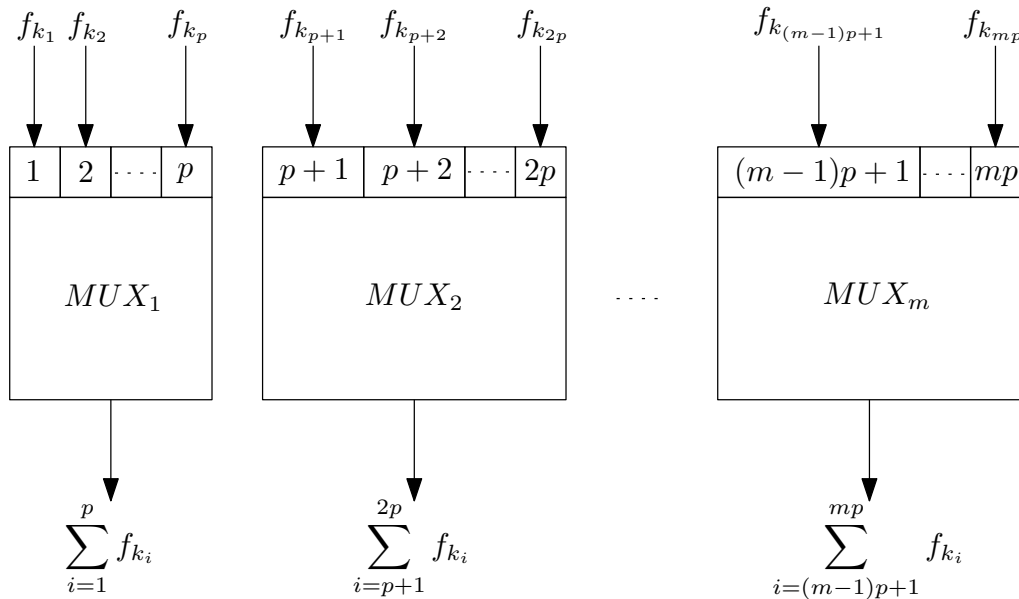 f_{k_1} f_{k_2} f_{k_p} f_{k_{p+1}} f_{k_{p+2}} f_{k_{2p}} f_{k_{(m-1)p+1}} f_{k_{mp}}
1 2 .... p p + 1 p + 2 .... 2p (m − 1)p + 1 .... mp
MUX_1 MUX_2 .... MUX_m
\sum_{i=1}^{p} f_{k_i} \sum_{i=p+1}^{2p} f_{k_i} \sum_{i=(m-1)p+1}^{mp} f_{k_i}